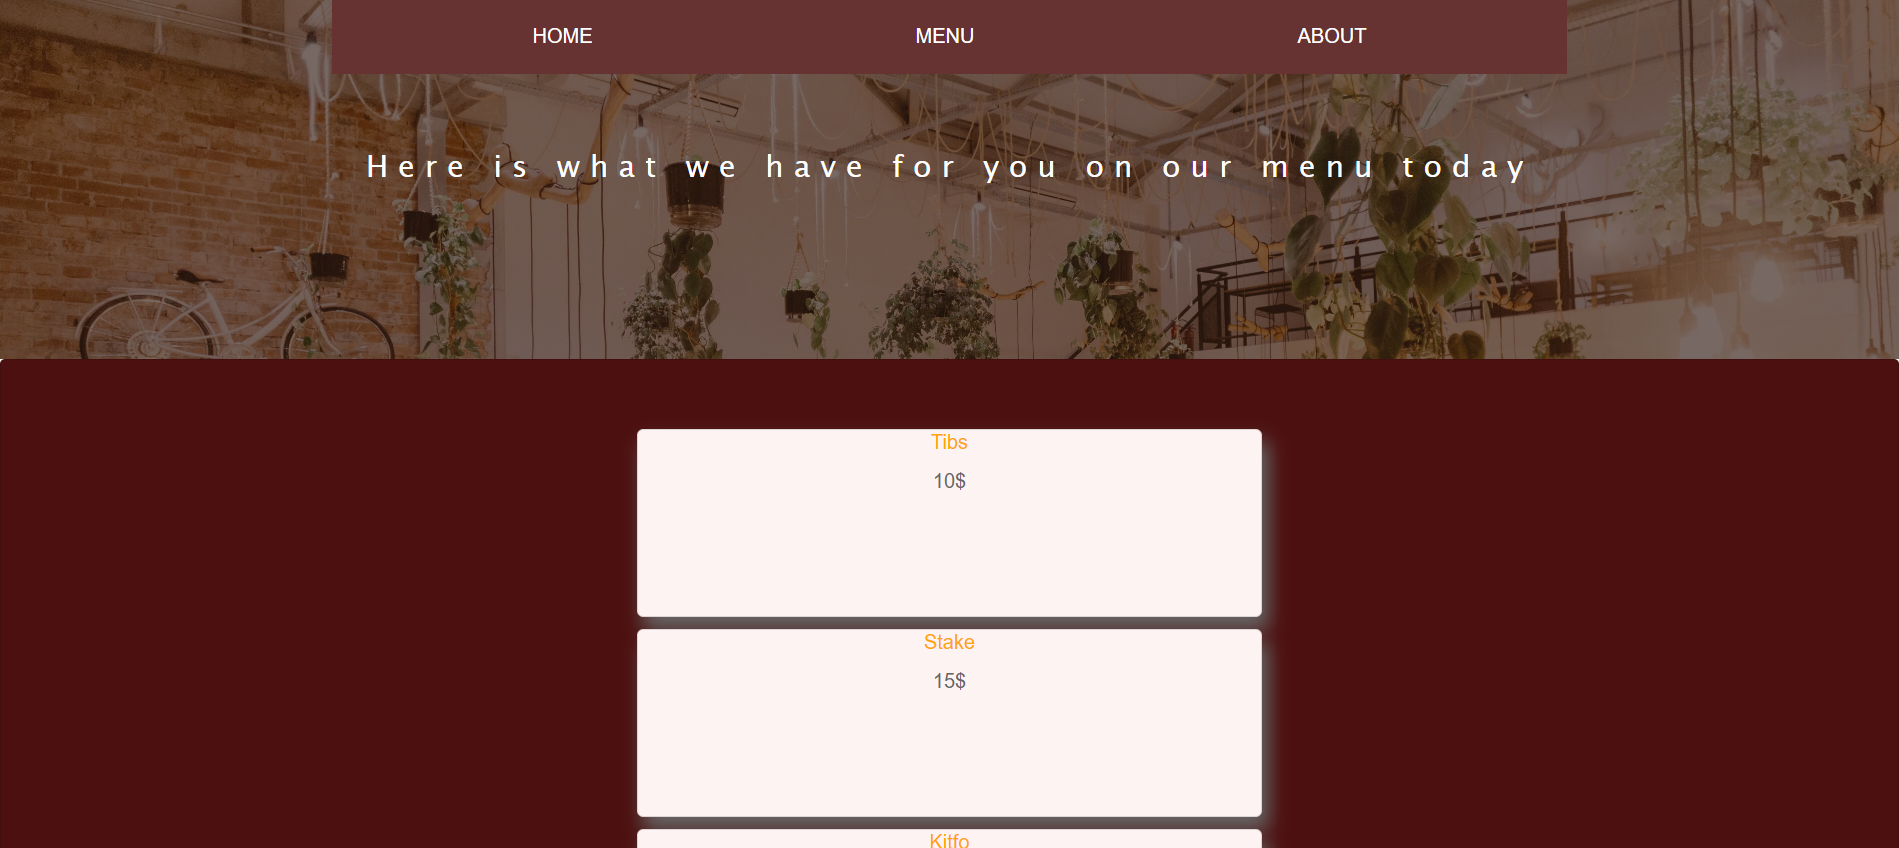 HOME MENU ABOUT
Here is what we have for you on our menu today
Tibs
10$
Stake
15$
Kitfo